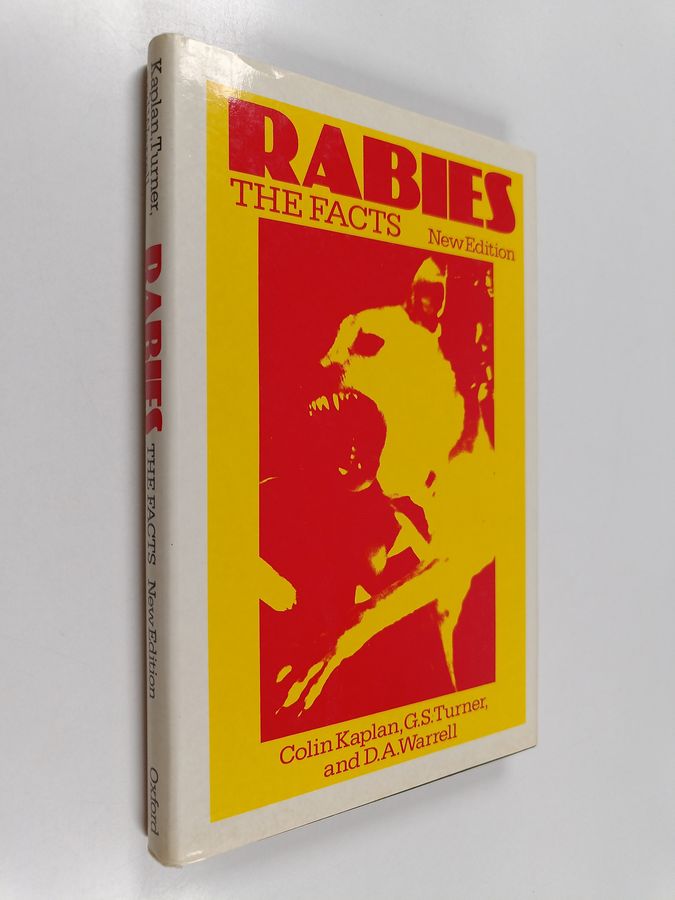 RABIES
THE FACTS
New Edition
Colin Kaplan, G.S. Turner,
and D.A. Warrell
Kaplan, Turner,
RABIES
THE FACTS
New Edition
Oxford